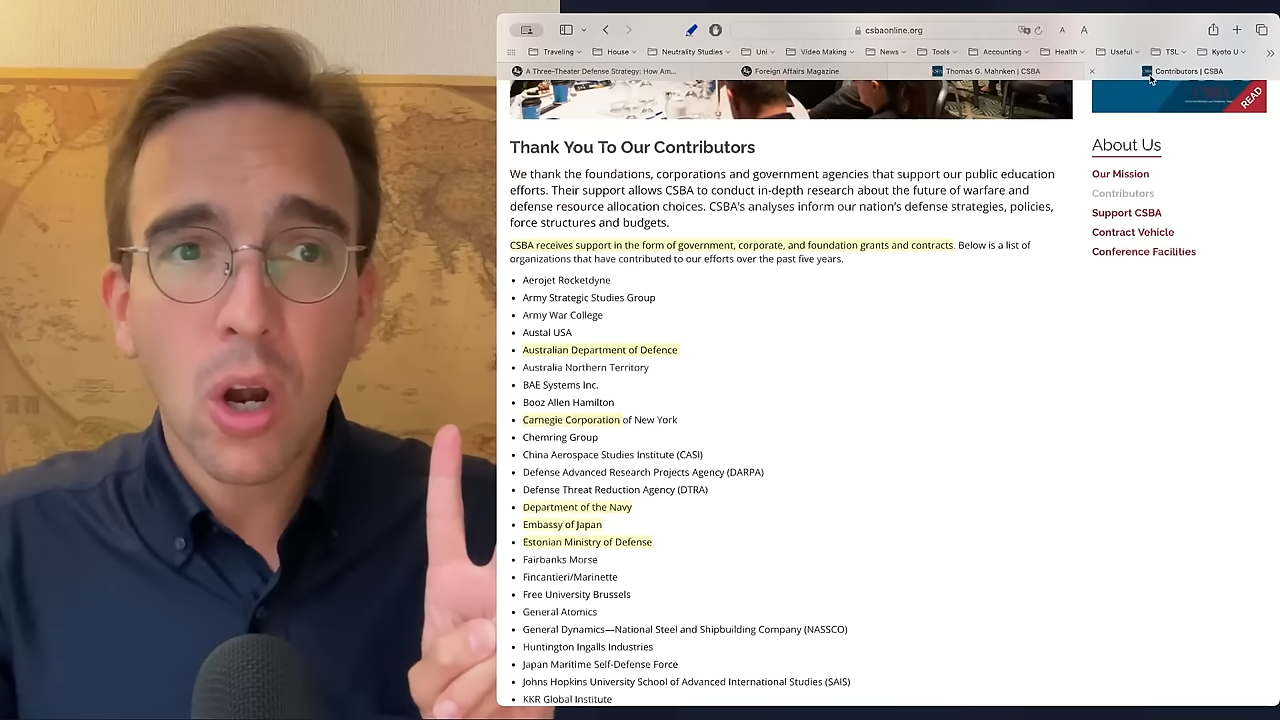 csbaonline.org
A
A
Traveling
House
Neutrality Studies
Uni
Video Making
News
Tools
Accounting
Health
Useful
TSL
Kyoto U
A Three-Theater Defense Strategy: How Am...
Foreign Affairs Magazine
Thomas G. Mahnken | CSBA
Contributors | CSBA
READ
Thank You To Our Contributors
We thank the foundations, corporations and government agencies that support our public education
efforts. Their support allows CSBA to conduct in-depth research about the future of warfare and
defense resource allocation choices. CSBA's analyses inform our nation's defense strategies, policies,
force structures and budgets.
CSBA receives support in the form of government, corporate, and foundation grants and contracts. Below is a list of
organizations that have contributed to our efforts over the past five years.
• Aerojet Rocketdyne
• Army Strategic Studies Group
• Army War College
• Austal USA
• Australian Department of Defence
• Australia Northern Territory
• BAE Systems Inc.
• Booz Allen Hamilton
• Carnegie Corporation of New York
• Chemring Group
• China Aerospace Studies Institute (CASI)
• Defense Advanced Research Projects Agency (DARPA)
• Defense Threat Reduction Agency (DTRA)
• Department of the Navy
• Embassy of Japan
• Estonian Ministry of Defense
• Fairbanks Morse
• Fincantieri/Marinette
• Free University Brussels
• General Atomics
• General Dynamics—National Steel and Shipbuilding Company (NASSCO)
• Huntington Ingalls Industries
• Japan Maritime Self-Defense Force
• Johns Hopkins University School of Advanced International Studies (SAIS)
• KKR Global Institute
About Us
Our Mission
Contributors
Support CSBA
Contract Vehicle
Conference Facilities